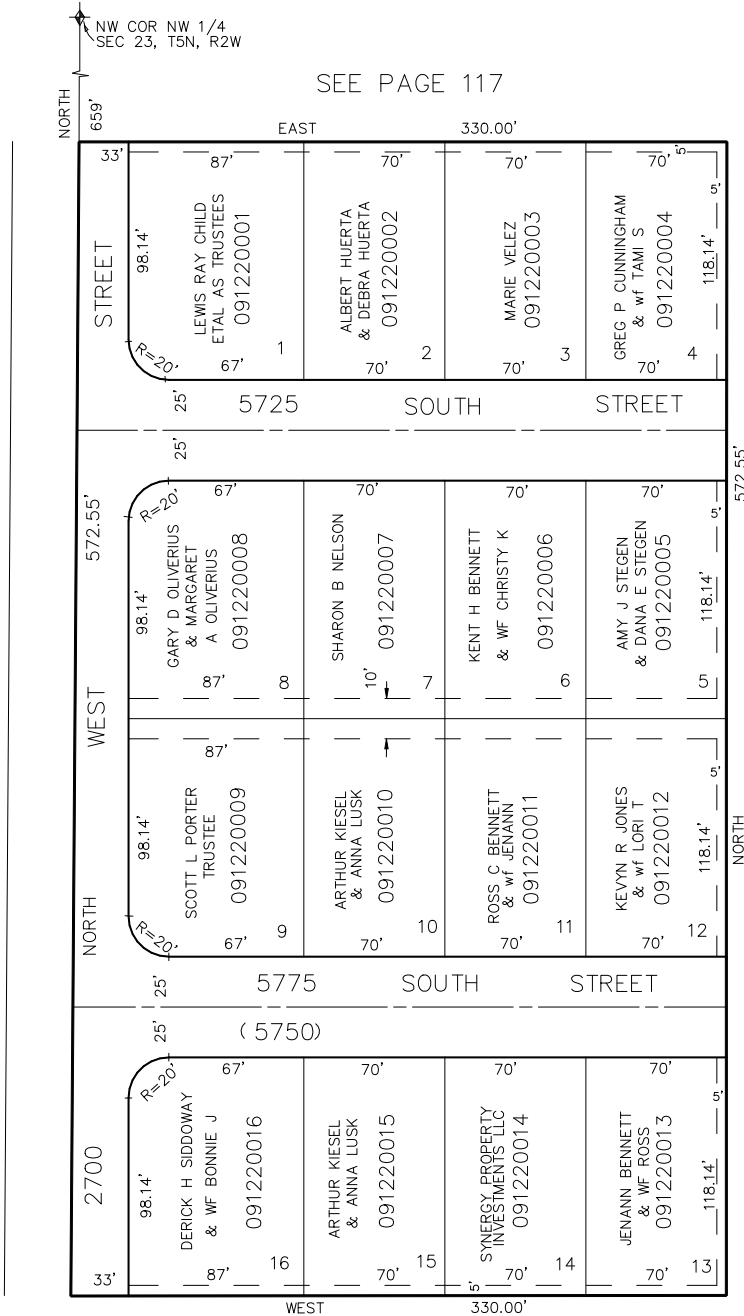 NW COR NW 1/4
SEC 23, T5N, R2W
SEE PAGE 117
NORTH
659'
EAST 330.00'
33'
87'
70'
70'
70'
5'
5'
STREET
98.14'
LEWIS RAY CHILD
ETAL AS TRUSTEES
091220001
ALBERT HUERTA
& DEBRA HUERTA
091220002
MARIE VELEZ
091220003
GREG P CUNNINGHAM
& wf TAMI S
091220004
118.14'
R=20'
67'
1
70'
2
70'
3
70'
4
25'
5725 SOUTH STREET
25'
572.55'
572.55'
R=20'
67'
70'
70'
70'
5'
98.14'
GARY D OLIVERIUS
& MARGARET
A OLIVERIUS
091220008
SHARON B NELSON
091220007
KENT H BENNETT
& WF CHRISTY K
091220006
AMY J STEGEN
& DANA E STEGEN
091220005
118.14'
87'
8
10'
7
6
5
WEST
87'
5'
98.14'
SCOTT L PORTER
TRUSTEE
091220009
ARTHUR KIESEL
& ANNA LUSK
091220010
ROSS C BENNETT
& wf JENANN
091220011
KEVYN R JONES
& wf LORI T
091220012
118.14'
NORTH
NORTH
R=20'
67'
9
70'
10
70'
11
70'
12
25'
5775 SOUTH STREET
25'
(5750)
R=20'
67'
70'
70'
70'
5'
2700
98.14'
DERICK H SIDDOWAY
& WF BONNIE J
091220016
ARTHUR KIESEL
& ANNA LUSK
091220015
SYNERGY PROPERTY
INVESTMENTS LLC
091220014
JENANN BENNETT
& WF ROSS
091220013
118.14'
33'
87'
16
70'
15
5'
70'
14
70'
13
WEST 330.00'